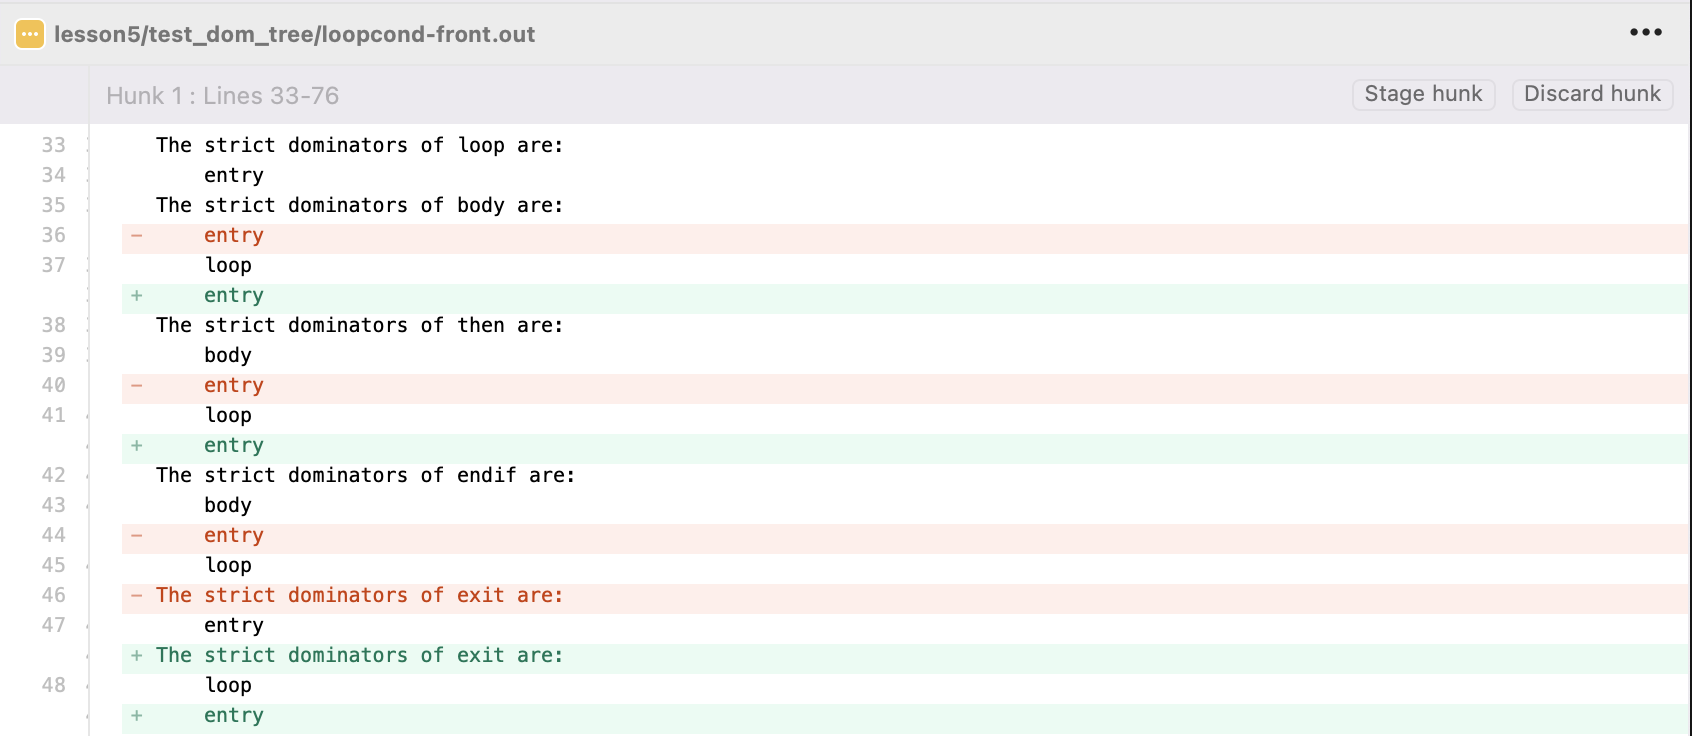 lesson5/test_dom_tree/loopcond-front.out
Hunk 1 : Lines 33-76
Stage hunk
Discard hunk
33 The strict dominators of loop are:
34 entry
35 The strict dominators of body are:
36 − entry
37 loop
+ entry
38 The strict dominators of then are:
39 body
40 − entry
41 loop
+ entry
42 The strict dominators of endif are:
43 body
44 − entry
45 loop
46 − The strict dominators of exit are:
47 entry
+ The strict dominators of exit are:
48 loop
+ entry